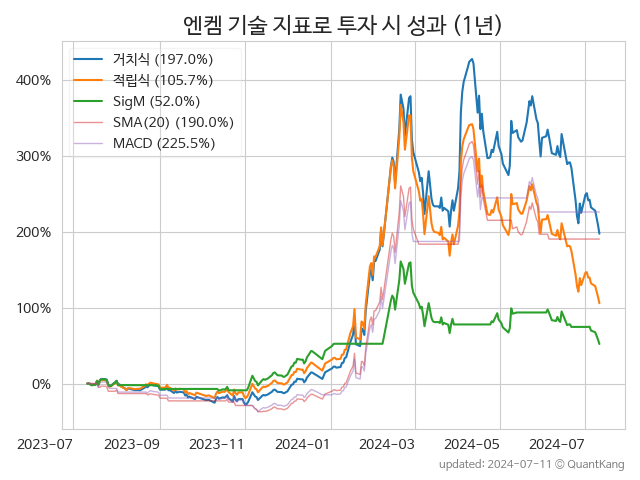 엔켐 기술 지표로 투자 시 성과 (1년)
거치식 (197.0%)
적립식 (105.7%)
SigM (52.0%)
SMA(20) (190.0%)
MACD (225.5%)
400%
300%
200%
100%
0%
2023-07 2023-09 2023-11 2024-01 2024-03 2024-05 2024-07
updated: 2024-07-11 © QuantKang